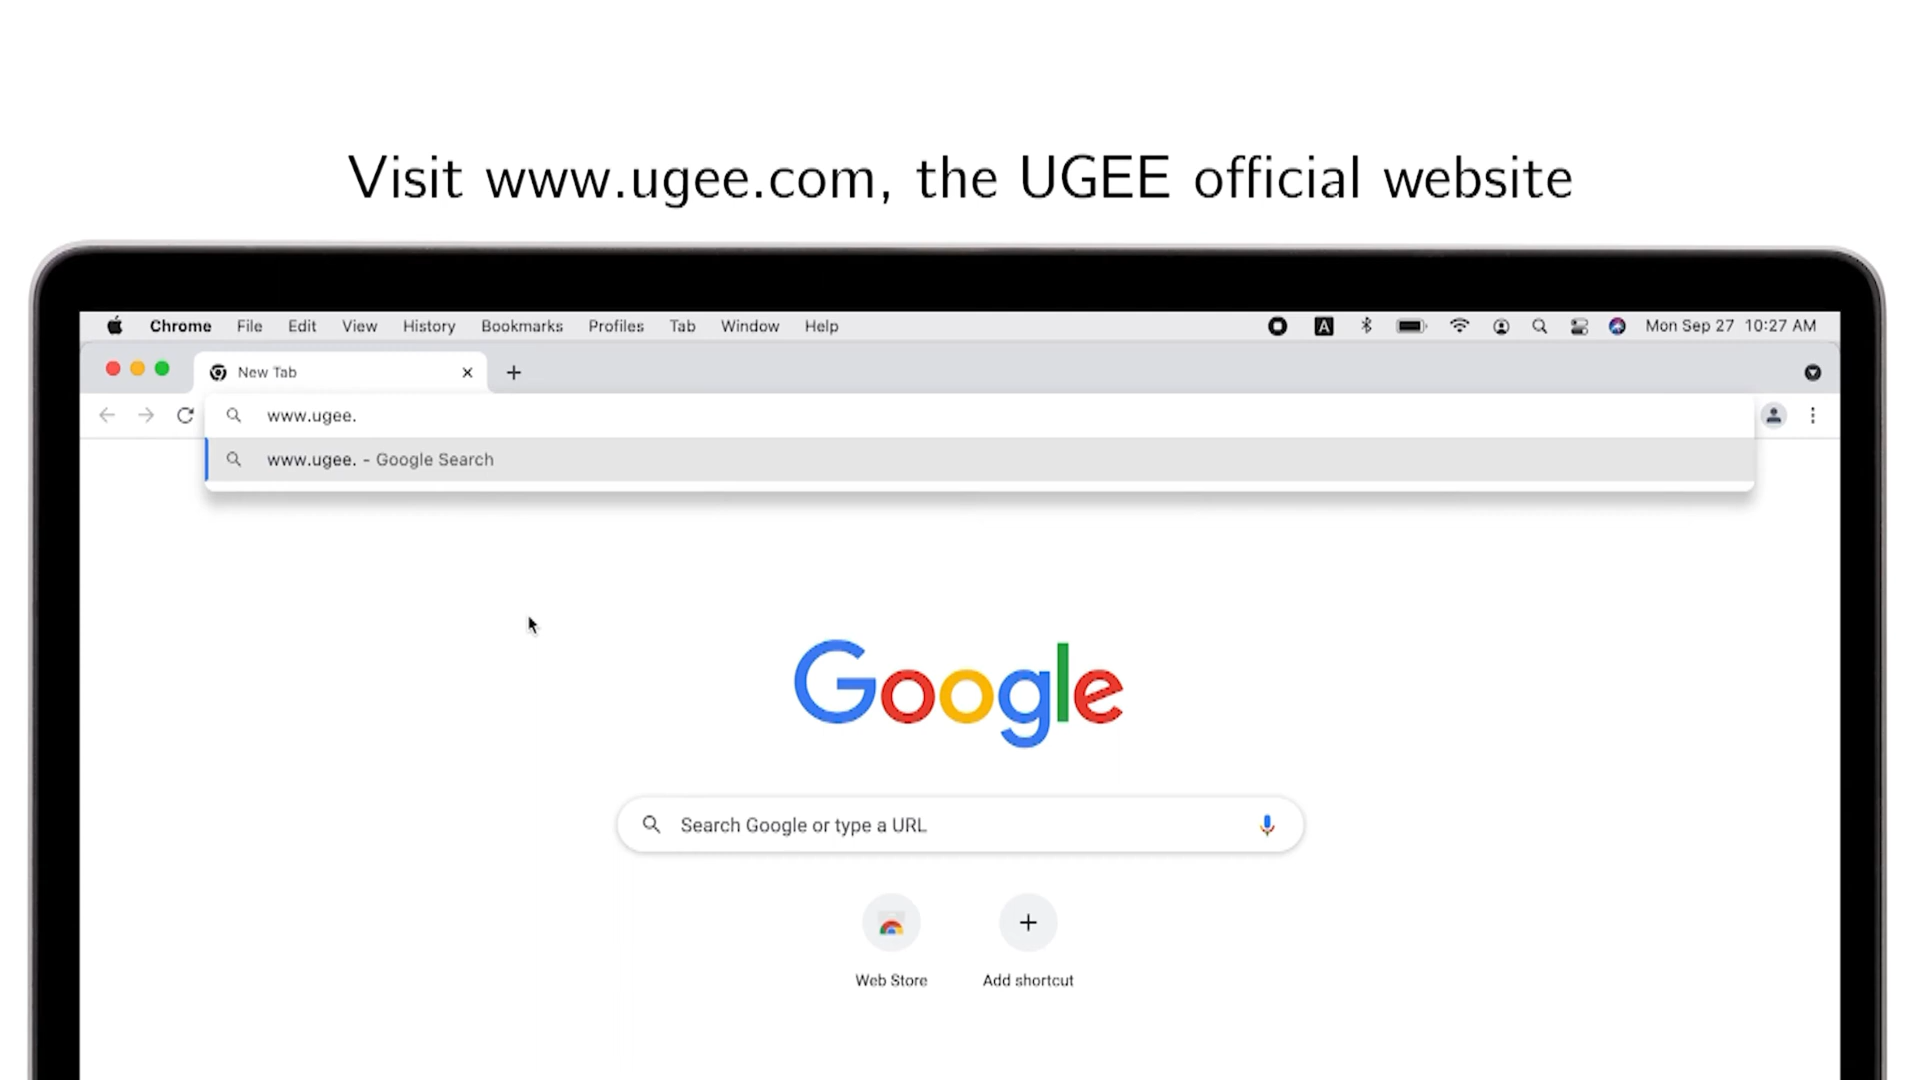 Visit www.ugee.com, the UGEE official website
Chrome File Edit View History Bookmarks Profiles Tab Window Help A Mon Sep 27 10:27 AM
New Tab
www.ugee.
www.ugee. - Google Search
Google
Search Google or type a URL
Web Store Add shortcut